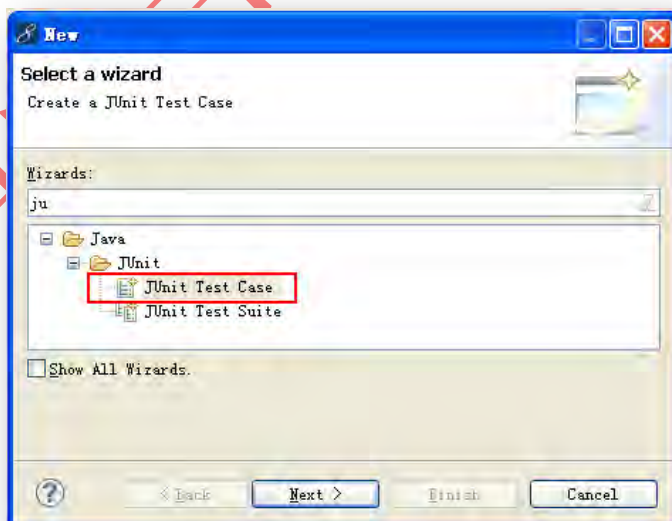 New
Select a wizard
Create a JUnit Test Case
Wizards:
ju
Java
JUnit
JUnit Test Case
JUnit Test Suite
Show All Wizards.
? < Back Next > Finish Cancel